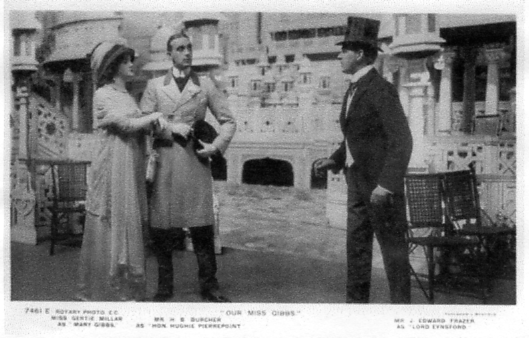 7461 E ROTARY PHOTO E.C. "OUR MISS GIBBS."
MISS GERTIE MILLAR
AS "MARY GIBBS."
MR H B BURCHER
AS "HON. HUGHIE PIERREPOINT
MR J. EDWARD FRAZER
AS "LORD EYNSFORD